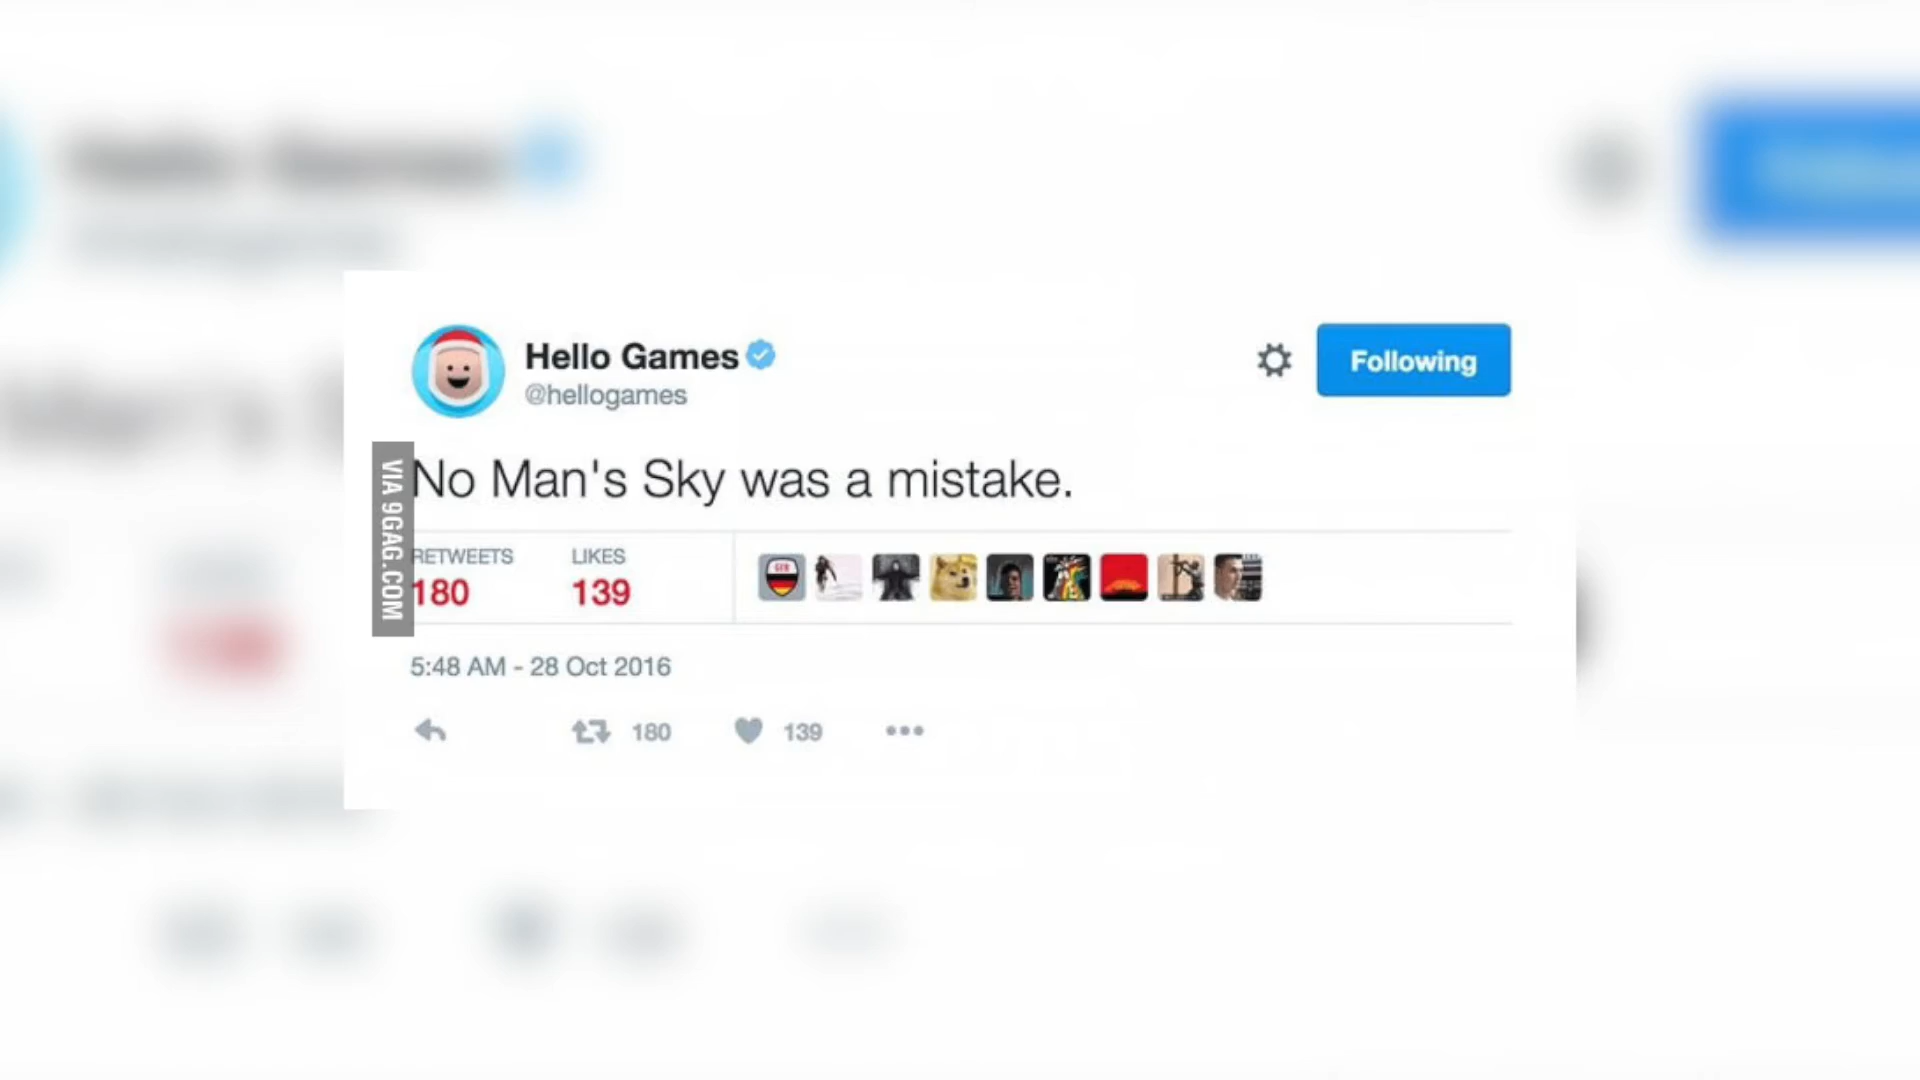 Hello Games
@hellogames
Following
No Man's Sky was a mistake.
RETWEETS
180
LIKES
139
5:48 AM - 28 Oct 2016
180
139
VIA 9GAG.COM